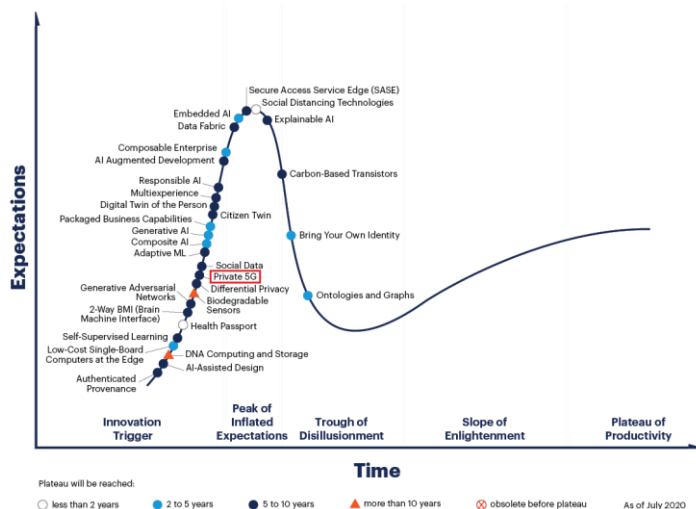 Expectations
Secure Access Service Edge (SASE)
Social Distancing Technologies
Embedded AI
Explainable AI
Data Fabric
Composable Enterprise
AI Augmented Development
Carbon-Based Transistors
Responsible AI
Multiexperience
Digital Twin of the Person
Citizen Twin
Packaged Business Capabilities
Generative AI
Bring Your Own Identity
Composite AI
Adaptive ML
Social Data
Private 5G
Differential Privacy
Generative Adversarial
Networks
Biodegradable
Sensors
Ontologies and Graphs
2-Way BMI (Brain
Machine Interface)
Health Passport
Self-Supervised Learning
Low-Cost Single-Board
Computers at the Edge
DNA Computing and Storage
AI-Assisted Design
Authenticated
Provenance
Innovation
Trigger
Peak of
Inflated
Expectations
Trough of
Disillusionment
Slope of
Enlightenment
Plateau of
Productivity
Time
Plateau will be reached:
less than 2 years
2 to 5 years
5 to 10 years
more than 10 years
obsolete before plateau
As of July 2020